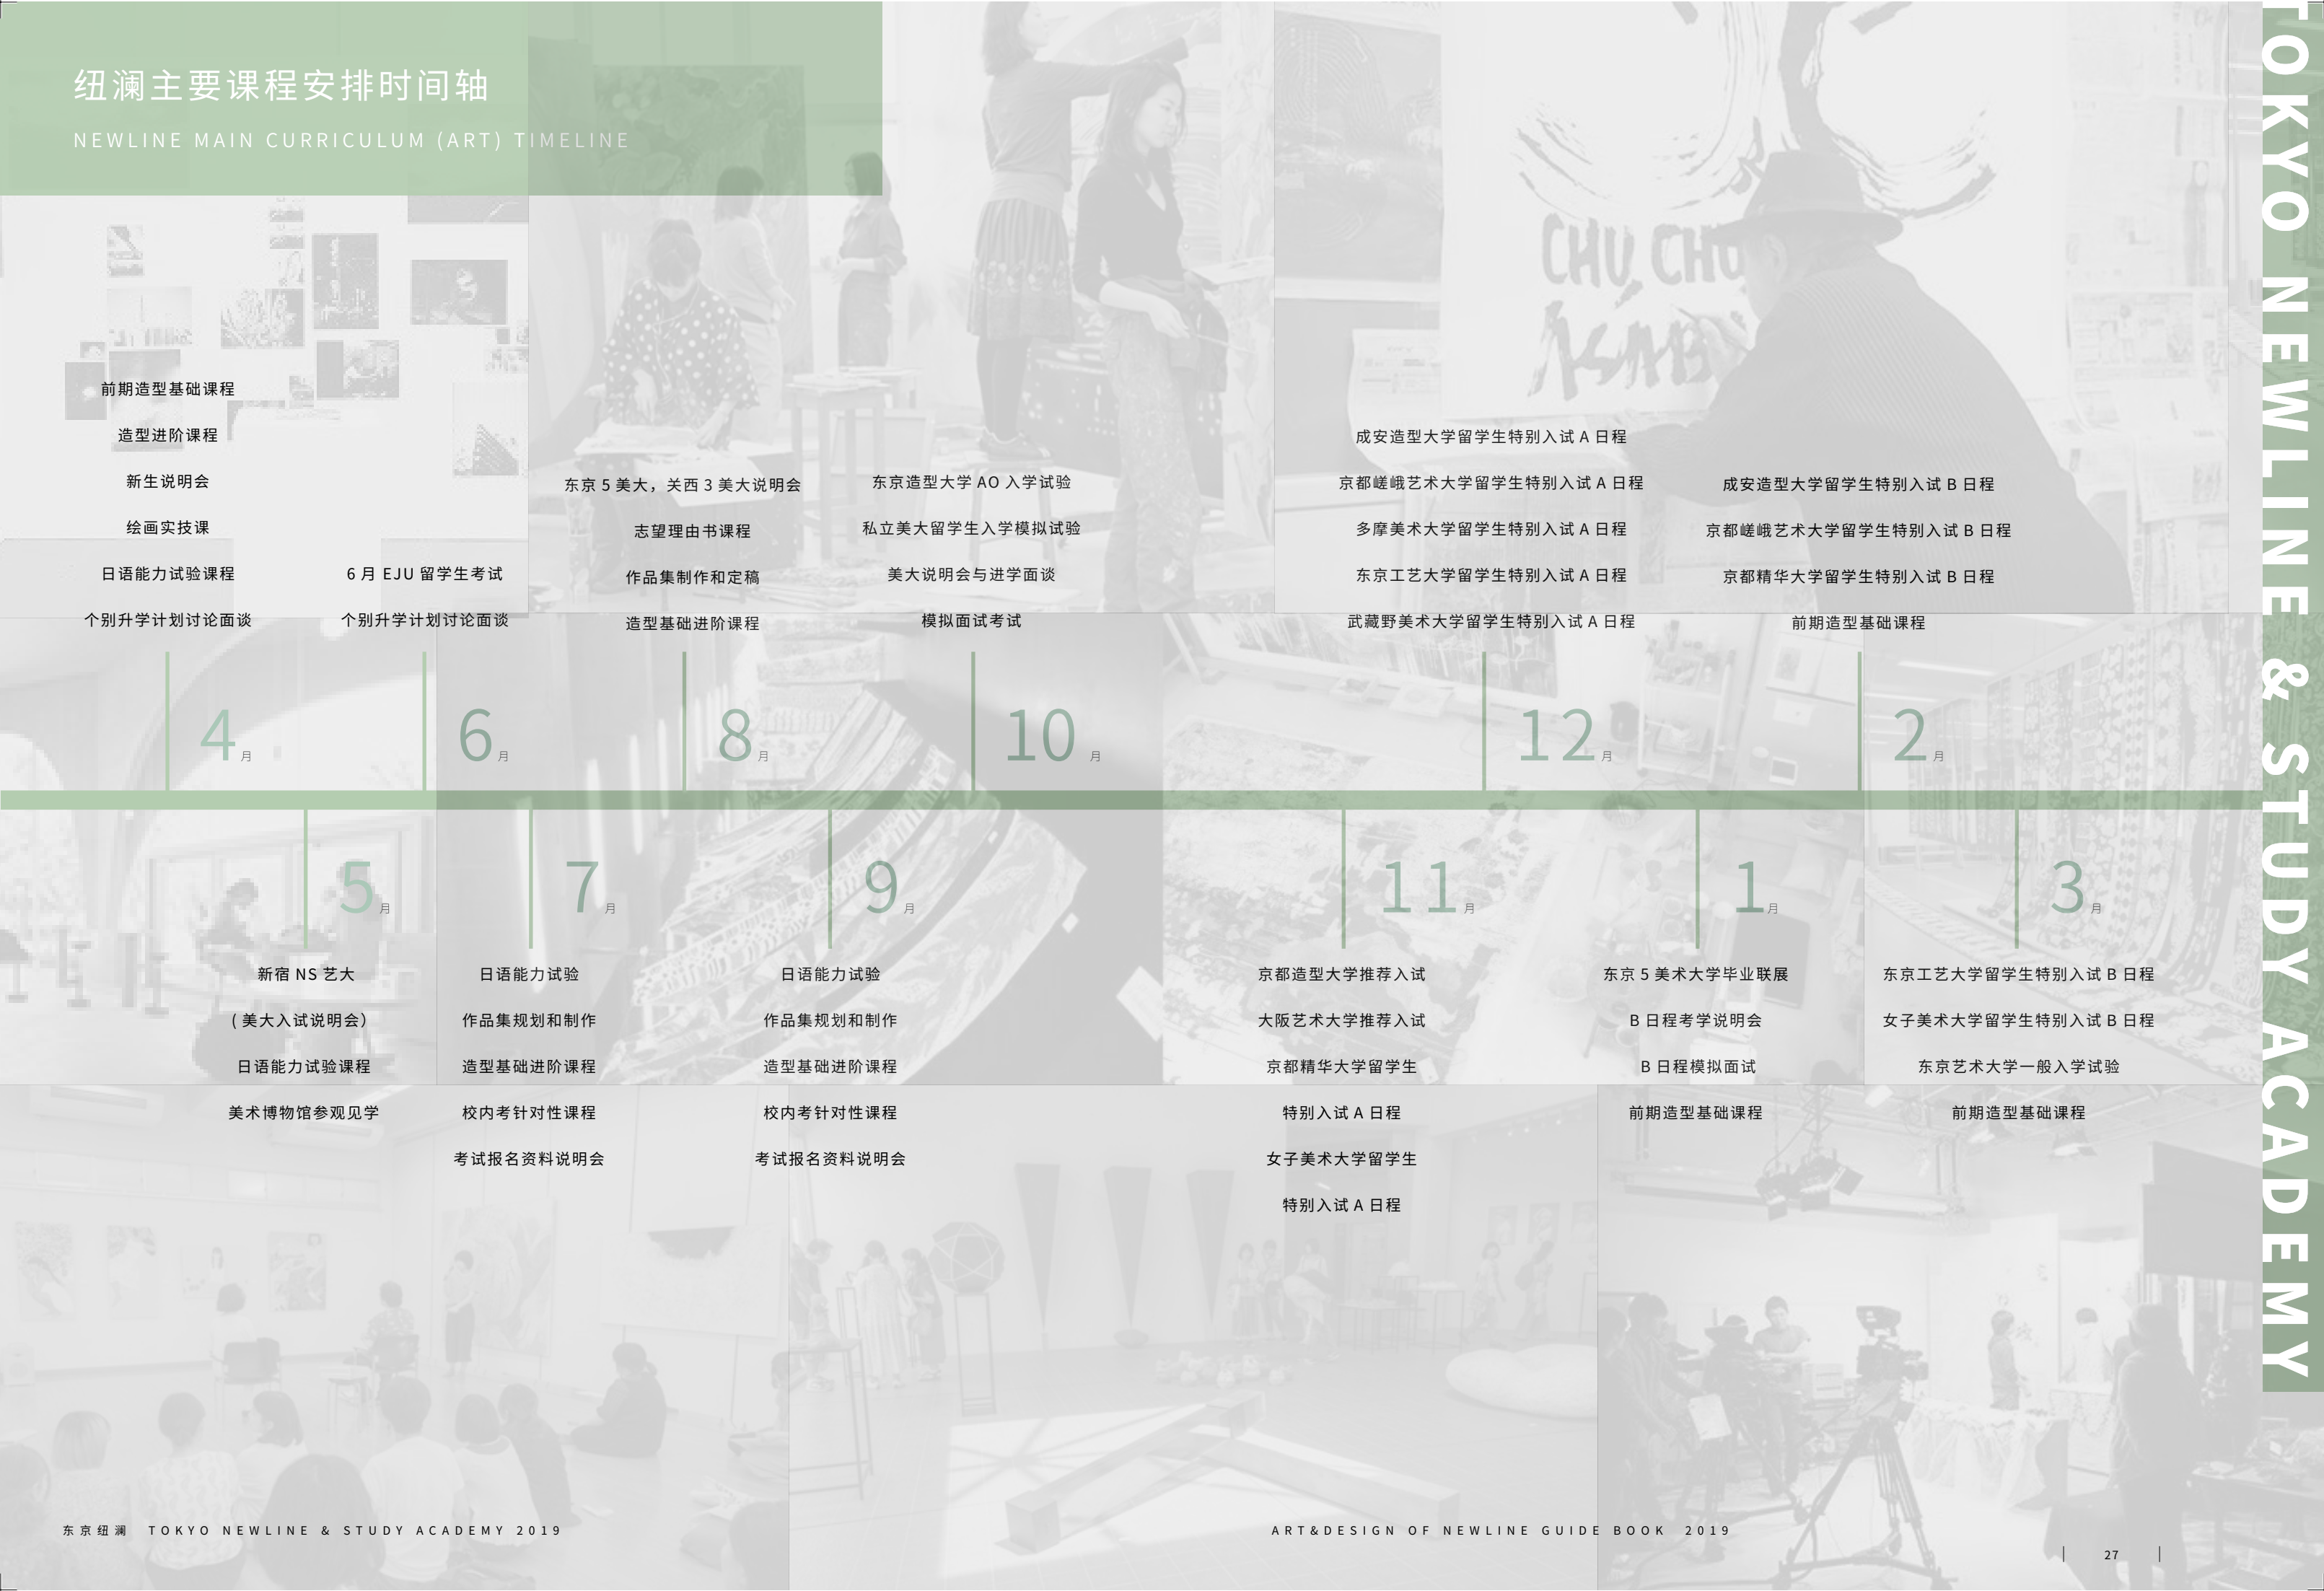 纽澜主要课程安排时间轴
NEWLINE MAIN CURRICULUM (ART) TIMELINE
前期造型基础课程
造型进阶课程
新生说明会
绘画实技课
日语能力试验课程
个别升学计划讨论面谈
4月
6 月 EJU 留学生考试
个别升学计划讨论面谈
6月
东京 5 美大，关西 3 美大说明会
志望理由书课程
作品集制作和定稿
造型基础进阶课程
8月
东京造型大学 AO 入学试验
私立美大留学生入学模拟试验
美大说明会与进学面谈
模拟面试考试
10月
CHU CHU
成安造型大学留学生特别入试 A 日程
京都嵯峨艺术大学留学生特别入试 A 日程
多摩美术大学留学生特别入试 A 日程
东京工艺大学留学生特别入试 A 日程
武藏野美术大学留学生特别入试 A 日程
12月
成安造型大学留学生特别入试 B 日程
京都嵯峨艺术大学留学生特别入试 B 日程
京都精华大学留学生特别入试 B 日程
前期造型基础课程
2月
5月
新宿 NS 艺大
( 美大入试说明会）
日语能力试验课程
美术博物馆参观见学
7月
日语能力试验
作品集规划和制作
造型基础进阶课程
校内考针对性课程
考试报名资料说明会
9月
日语能力试验
作品集规划和制作
造型基础进阶课程
校内考针对性课程
考试报名资料说明会
11月
京都造型大学推荐入试
大阪艺术大学推荐入试
京都精华大学留学生
特别入试 A 日程
女子美术大学留学生
特别入试 A 日程
1月
东京 5 美术大学毕业联展
B 日程考学说明会
B 日程模拟面试
前期造型基础课程
3月
东京工艺大学留学生特别入试 B 日程
女子美术大学留学生特别入试 B 日程
东京艺术大学一般入学试验
前期造型基础课程
TOKYO NEWLINE & STUDY ACADEMY
东京纽澜 TOKYO NEWLINE & STUDY ACADEMY 2019
ART&DESIGN OF NEWLINE GUIDE BOOK 2019
27